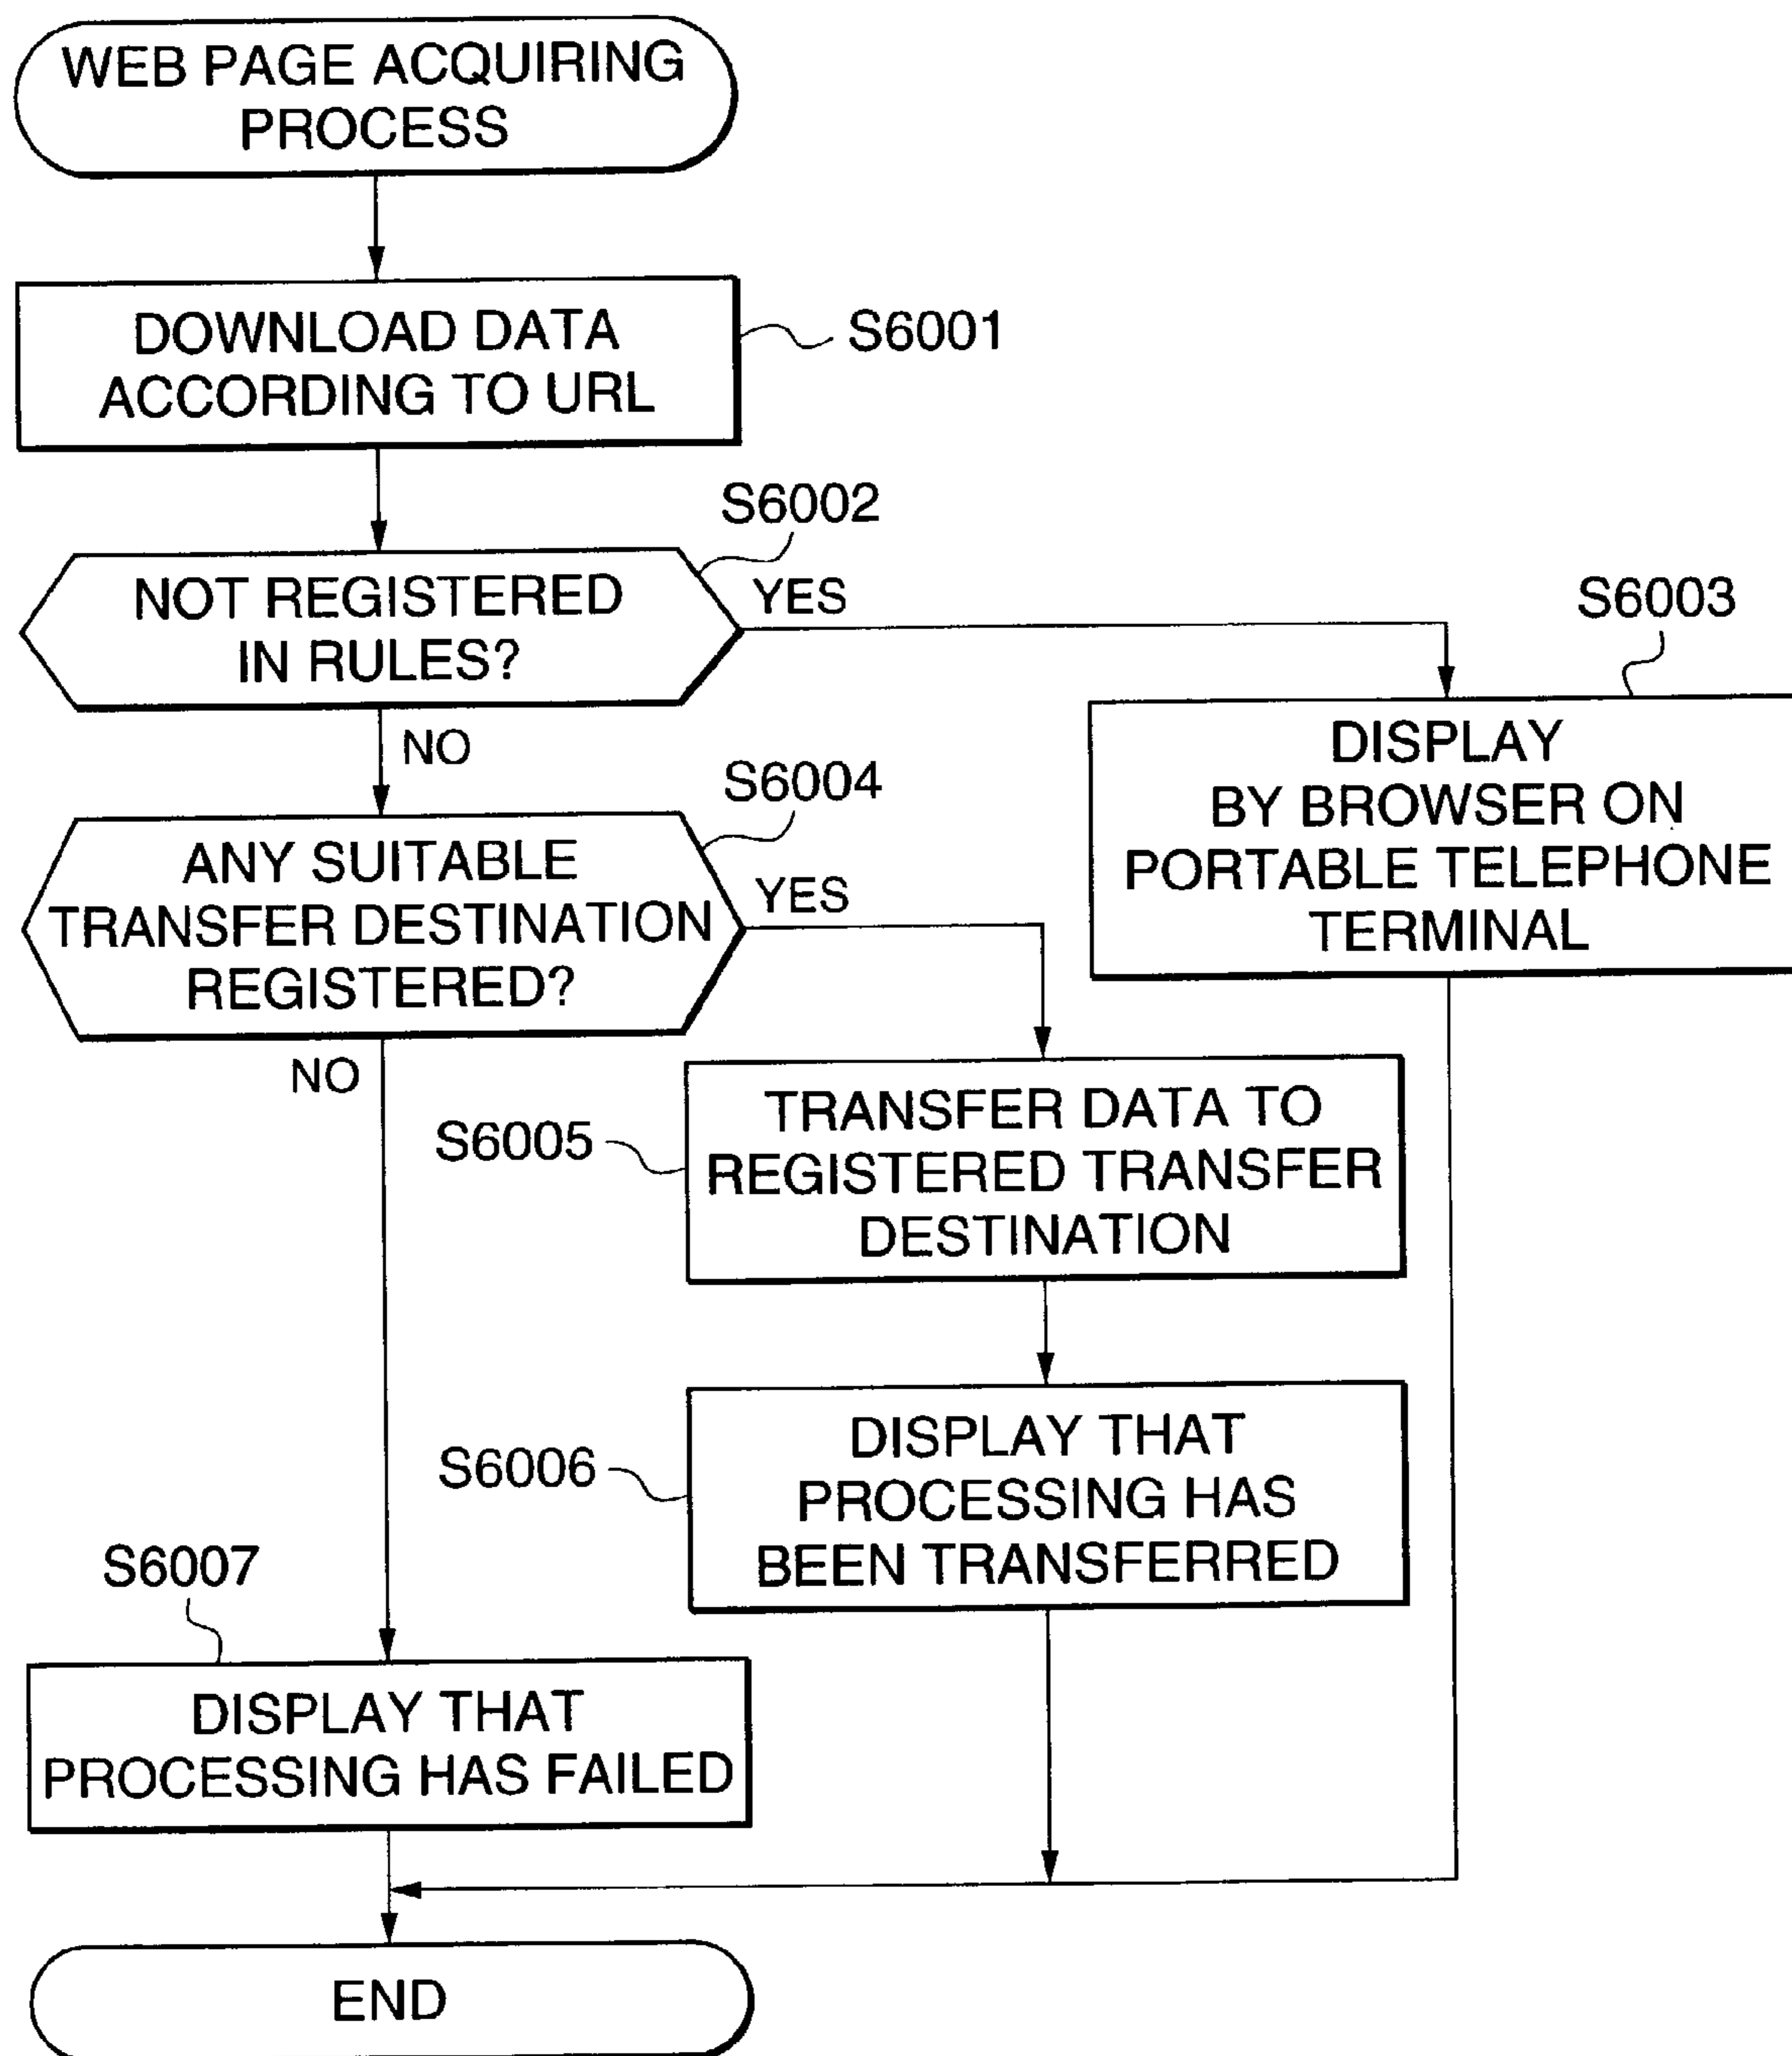 WEB PAGE ACQUIRING
PROCESS
DOWNLOAD DATA
ACCORDING TO URL
S6001
S6002
NOT REGISTERED
IN RULES?
YES
NO
S6003
DISPLAY
BY BROWSER ON
PORTABLE TELEPHONE
TERMINAL
S6004
ANY SUITABLE
TRANSFER DESTINATION
REGISTERED?
YES
NO
S6005
TRANSFER DATA TO
REGISTERED TRANSFER
DESTINATION
S6006
DISPLAY THAT
PROCESSING HAS
BEEN TRANSFERRED
S6007
DISPLAY THAT
PROCESSING HAS FAILED
END